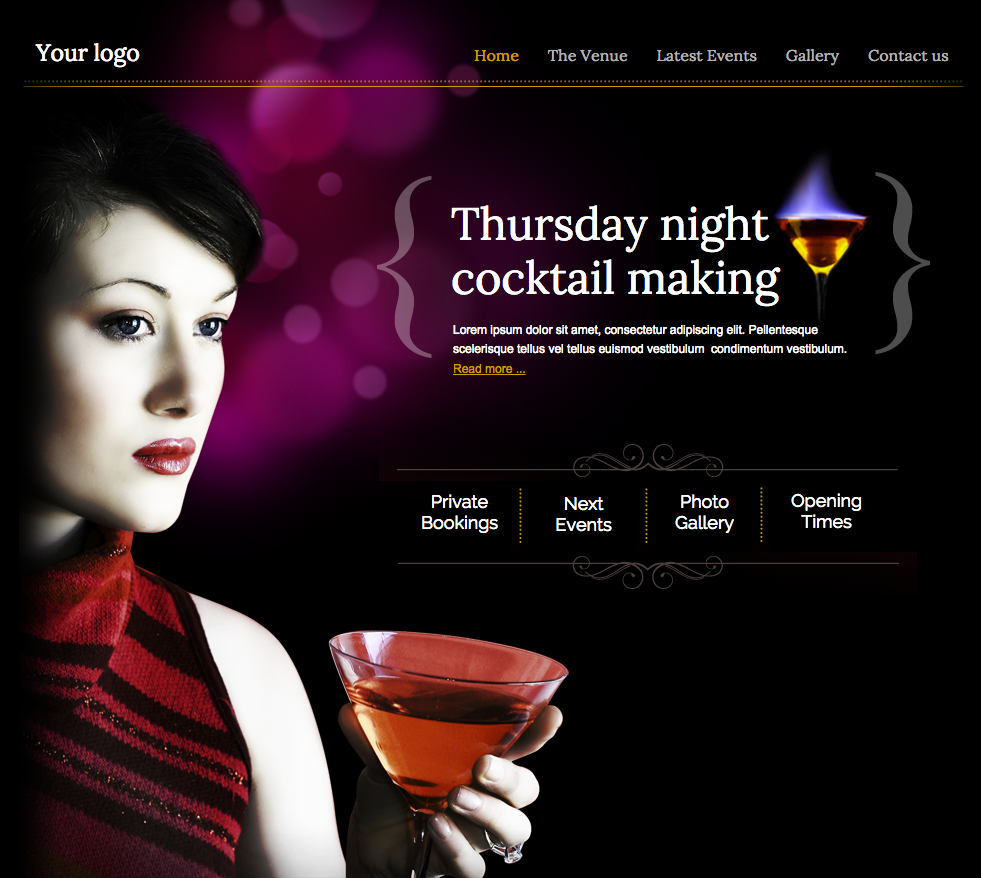 Your logo
Home The Venue Latest Events Gallery Contact us
Thursday night
cocktail making
Lorem ipsum dolor sit amet, consectetur adipiscing elit. Pellentesque
scelerisque tellus vel tellus euismod vestibulum condimentum vestibulum.
Read more ...
Private
Bookings
Next
Events
Photo
Gallery
Opening
Times